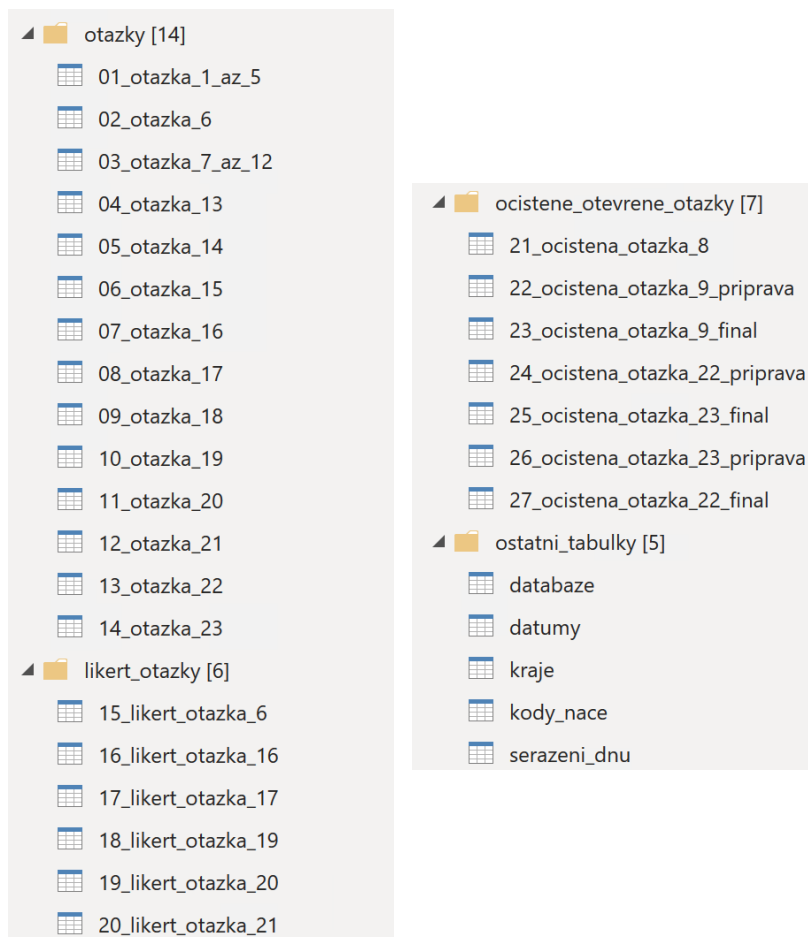 otazky [14]
01_otazka_1_az_5
02_otazka_6
03_otazka_7_az_12
04_otazka_13
05_otazka_14
06_otazka_15
07_otazka_16
08_otazka_17
09_otazka_18
10_otazka_19
11_otazka_20
12_otazka_21
13_otazka_22
14_otazka_23
likert_otazky [6]
15_likert_otazka_6
16_likert_otazka_16
17_likert_otazka_17
18_likert_otazka_19
19_likert_otazka_20
20_likert_otazka_21
ocistene_otevrene_otazky [7]
21_ocistena_otazka_8
22_ocistena_otazka_9_priprava
23_ocistena_otazka_9_final
24_ocistena_otazka_22_priprava
25_ocistena_otazka_23_final
26_ocistena_otazka_23_priprava
27_ocistena_otazka_22_final
ostatni_tabulky [5]
databaze
datumy
kraje
kody_nace
serazeni_dnu